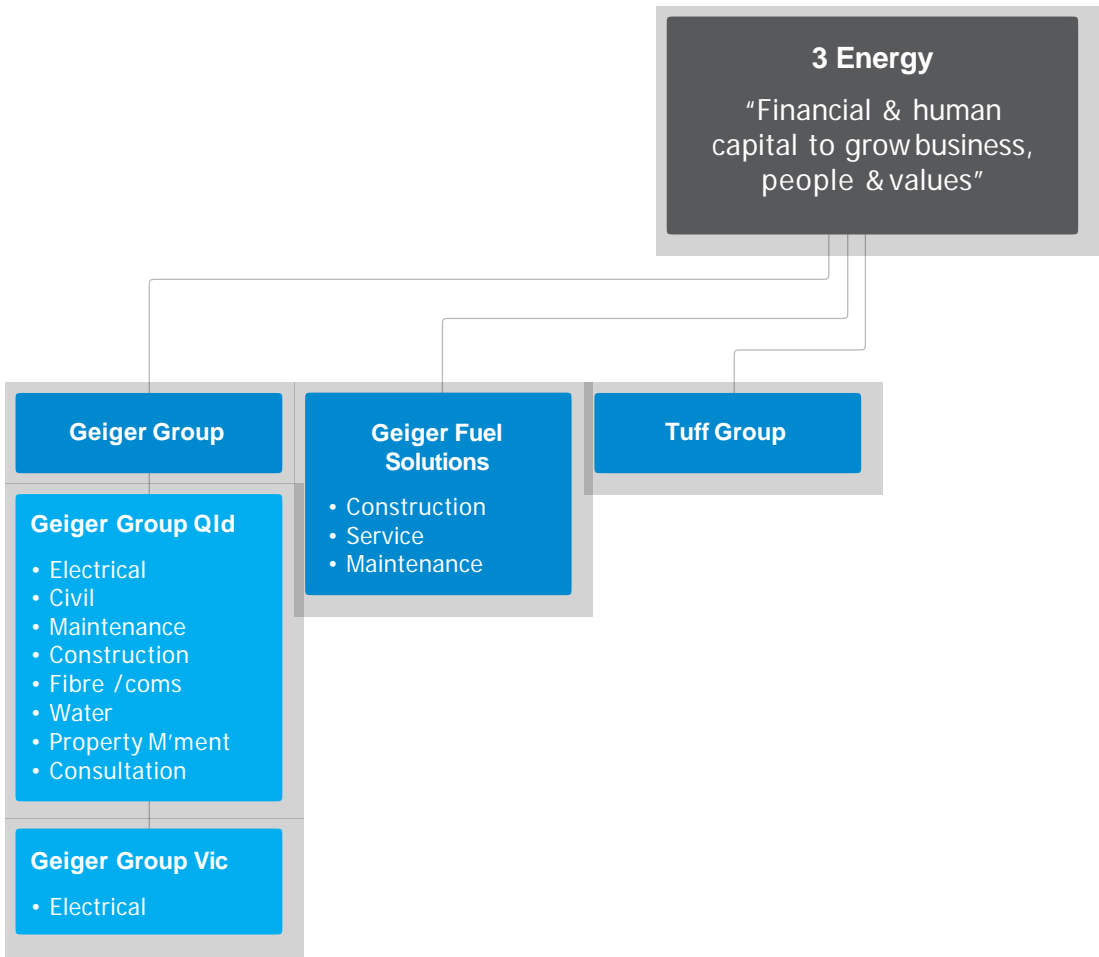 3 Energy
“Financial & human
capital to grow business,
people & values”
Geiger Group
Geiger Group Qld
• Electrical
• Civil
• Maintenance
• Construction
• Fibre /coms
• Water
• Property M’ment
• Consultation
Geiger Group Vic
• Electrical
Geiger Fuel
Solutions
• Construction
• Service
• Maintenance
Tuff Group